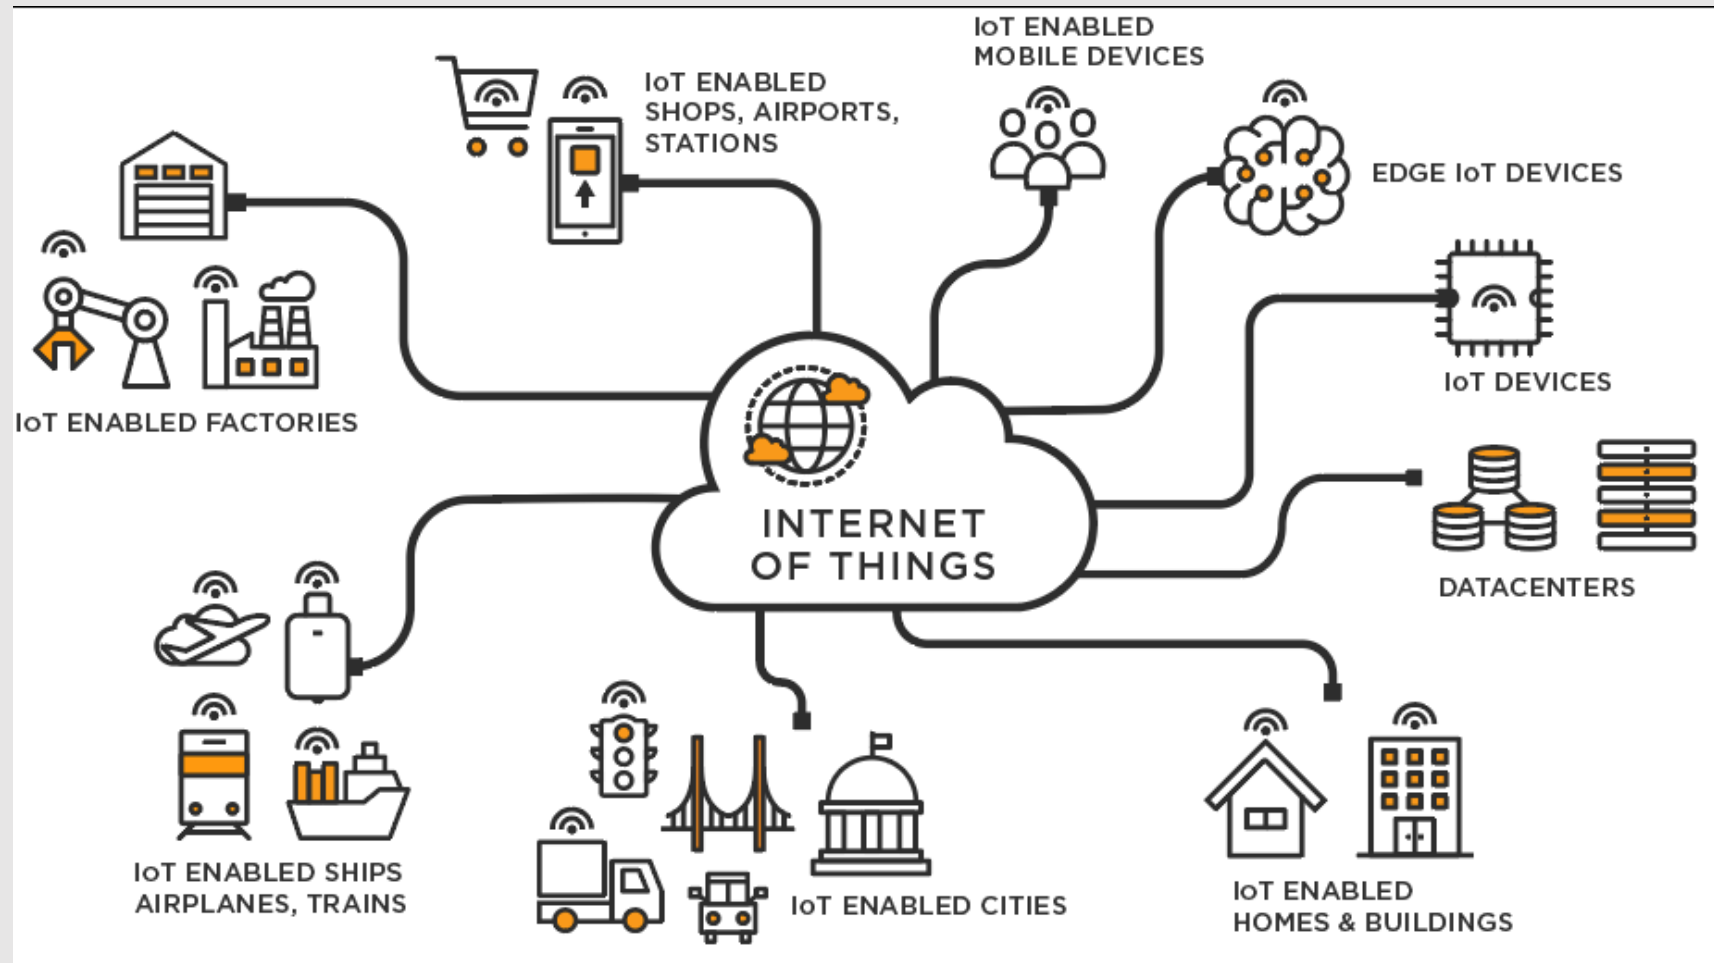 IoT ENABLED
MOBILE DEVICES
IoT ENABLED
SHOPS, AIRPORTS,
STATIONS
EDGE IoT DEVICES
IoT DEVICES
IoT ENABLED FACTORIES
INTERNET
OF THINGS
DATACENTERS
IoT ENABLED SHIPS
AIRPLANES, TRAINS
IoT ENABLED CITIES
IoT ENABLED
HOMES & BUILDINGS